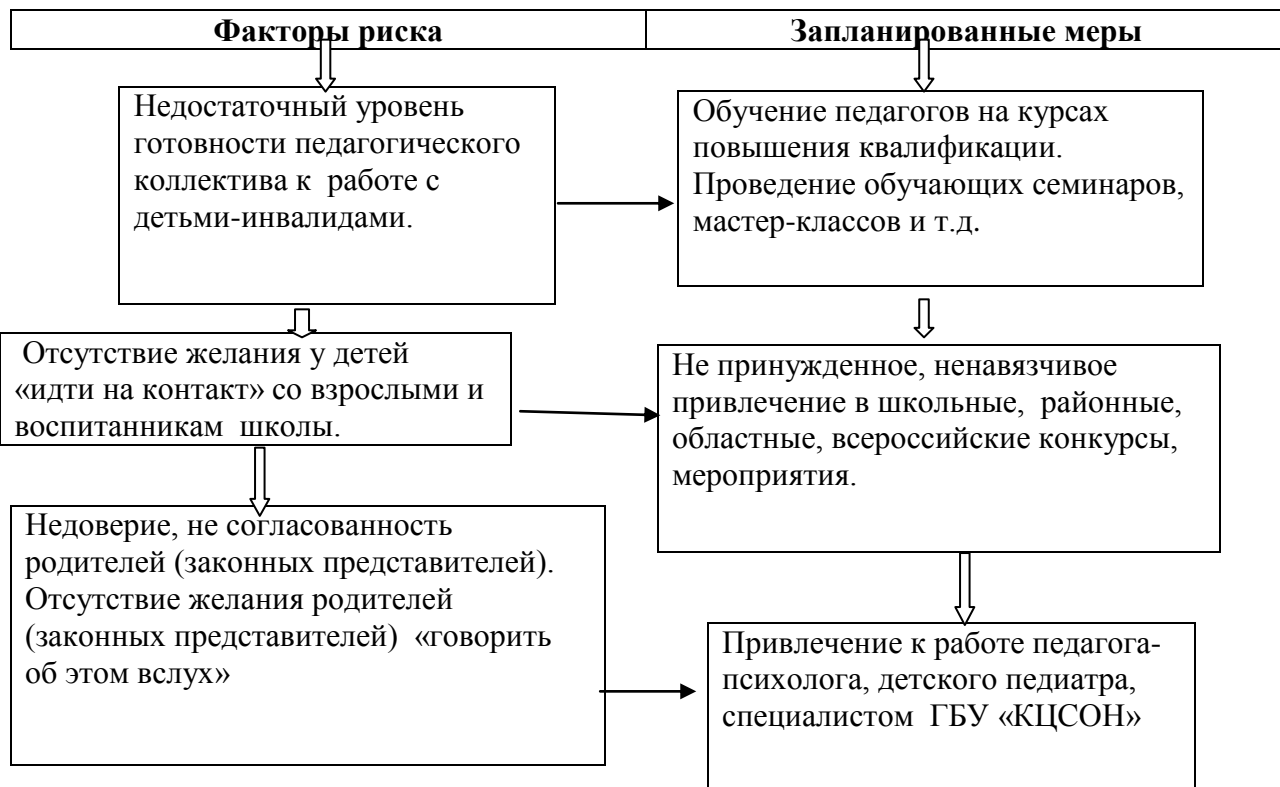 Факторы риска
Запланированные меры
Недостаточный уровень
готовности педагогического
коллектива к работе с
детьми-инвалидами.
Обучение педагогов на курсах
повышения квалификации.
Проведение обучающих семинаров,
мастер-классов и т.д.
Отсутствие желания у детей
«идти на контакт» со взрослыми и
воспитанникам школы.
Не принужденное, ненавязчивое
привлечение в школьные, районные,
областные, всероссийские конкурсы,
мероприятия.
Недоверие, не согласованность
родителей (законных представителей).
Отсутствие желания родителей
(законных представителей) «говорить
об этом вслух»
Привлечение к работе педагога-
психолога, детского педиатра,
специалистом ГБУ «КЦСОН»